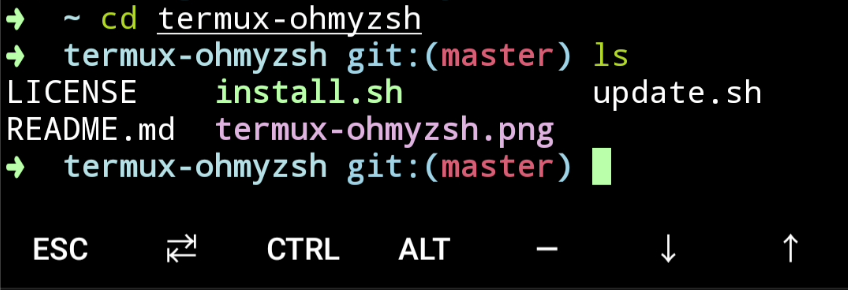 ➜  ~ cd termux-ohmyzsh
➜  termux-ohmyzsh git:(master) ls
LICENSE    install.sh          update.sh
README.md  termux-ohmyzsh.png
➜  termux-ohmyzsh git:(master)
ESC ⇄ CTRL ALT — ↓ ↑